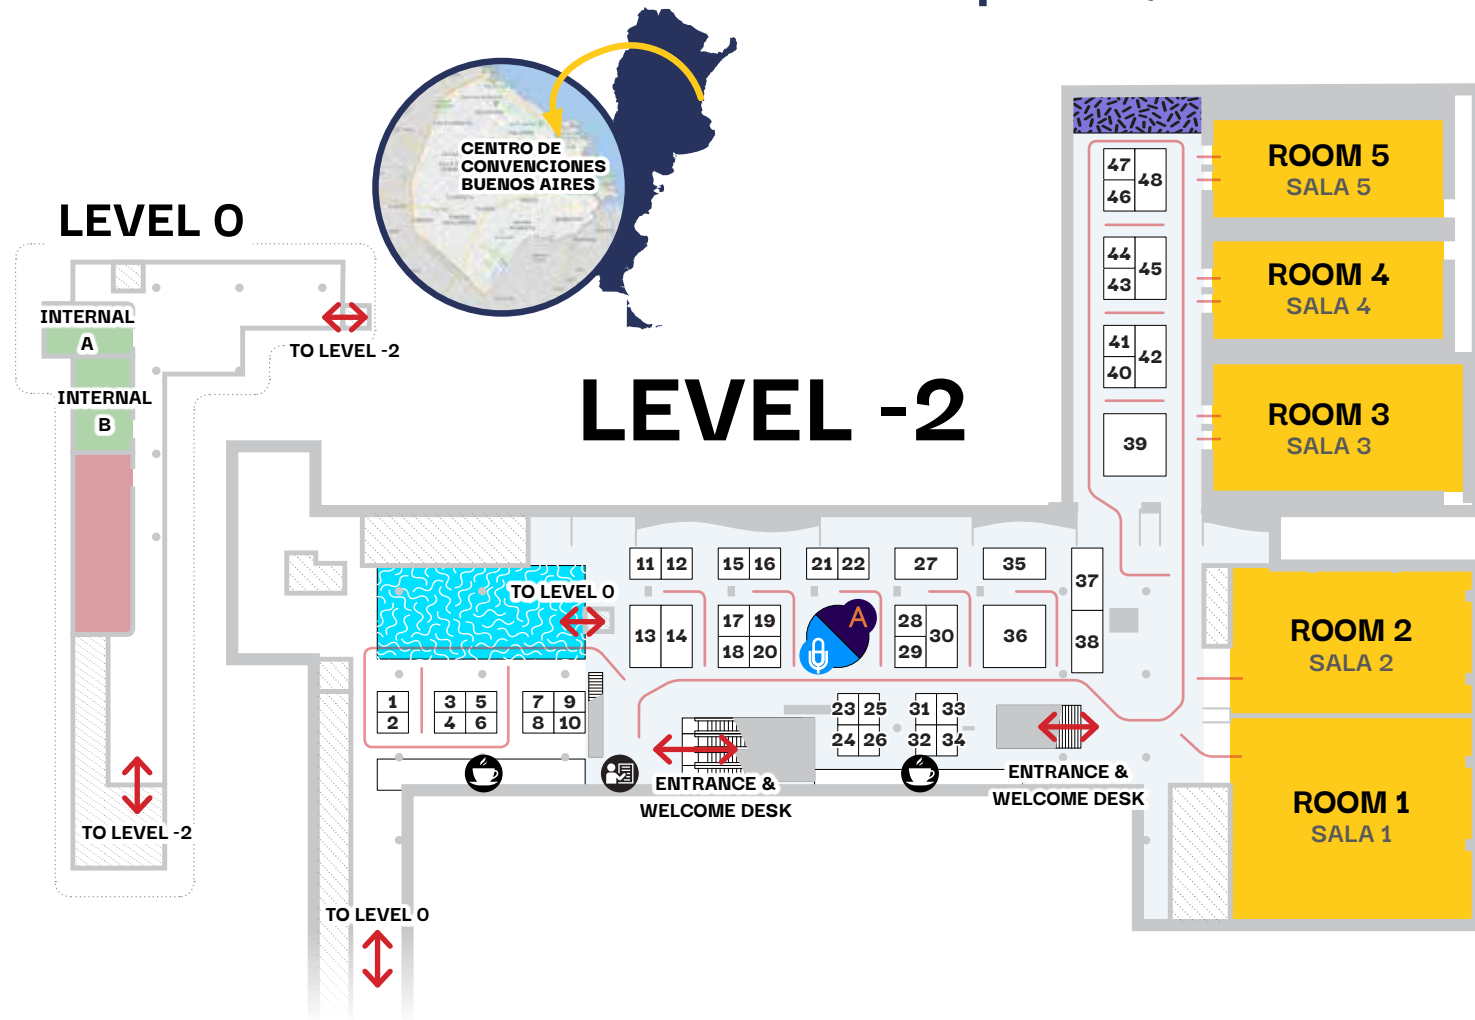 CENTRO DE
CONVENCIONES
BUENOS AIRES
LEVEL 0
INTERNAL
A
TO LEVEL -2
INTERNAL
B
TO LEVEL -2
LEVEL -2
47
48
46
44
45
43
41
42
40
39
ROOM 5
SALA 5
ROOM 4
SALA 4
ROOM 3
SALA 3
11 12
15 16
21 22
27
35
37
TO LEVEL 0
13 14
17 19
18 20
A
28
30
29
36
38
ROOM 2
SALA 2
1
2
3 5
4 6
7 9
8 10
23 25
24 26
31 33
32 34
ENTRANCE &
WELCOME DESK
ENTRANCE &
WELCOME DESK
ROOM 1
SALA 1
TO LEVEL 0